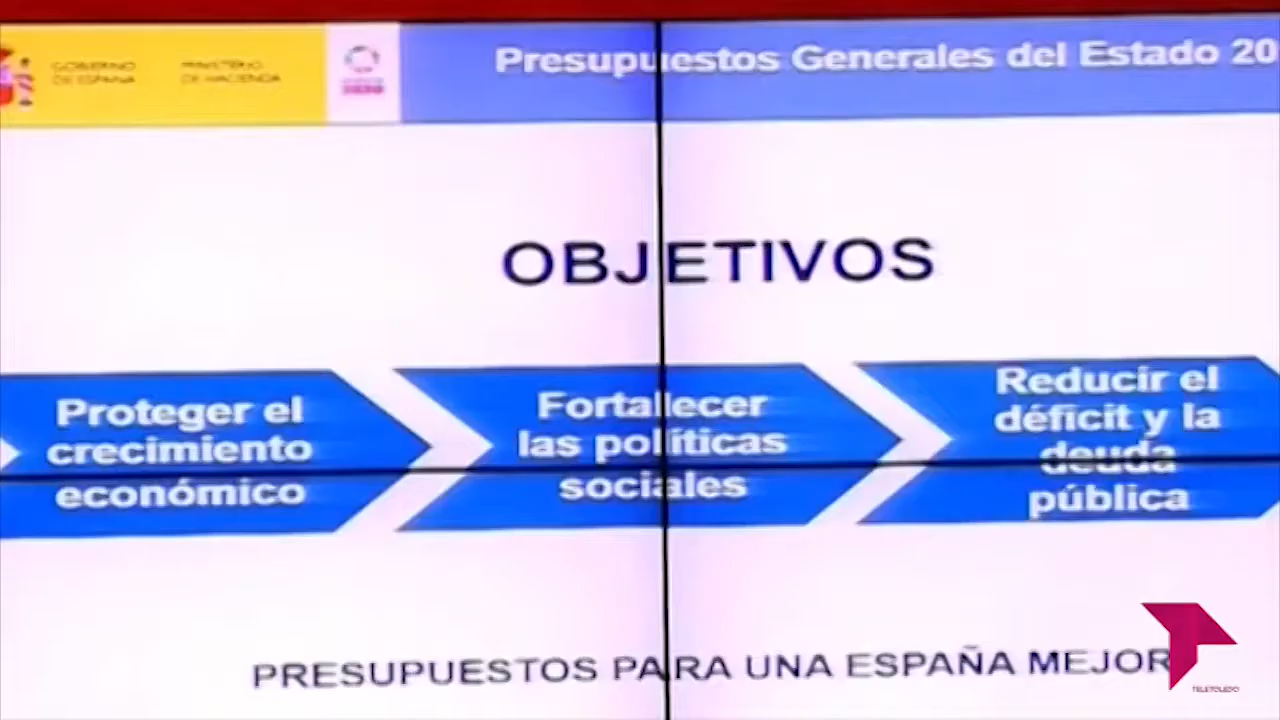 GOBIERNO
DE ESPAÑA
MINISTERIO
DE HACIENDA
Presupuestos Generales del Estado 20
OBJETIVOS
Proteger el
crecimiento
económico
Fortalecer
las políticas
sociales
Reducir el
déficit y la
deuda
pública
PRESUPUESTOS PARA UNA ESPAÑA MEJOR
TELETOLEDO